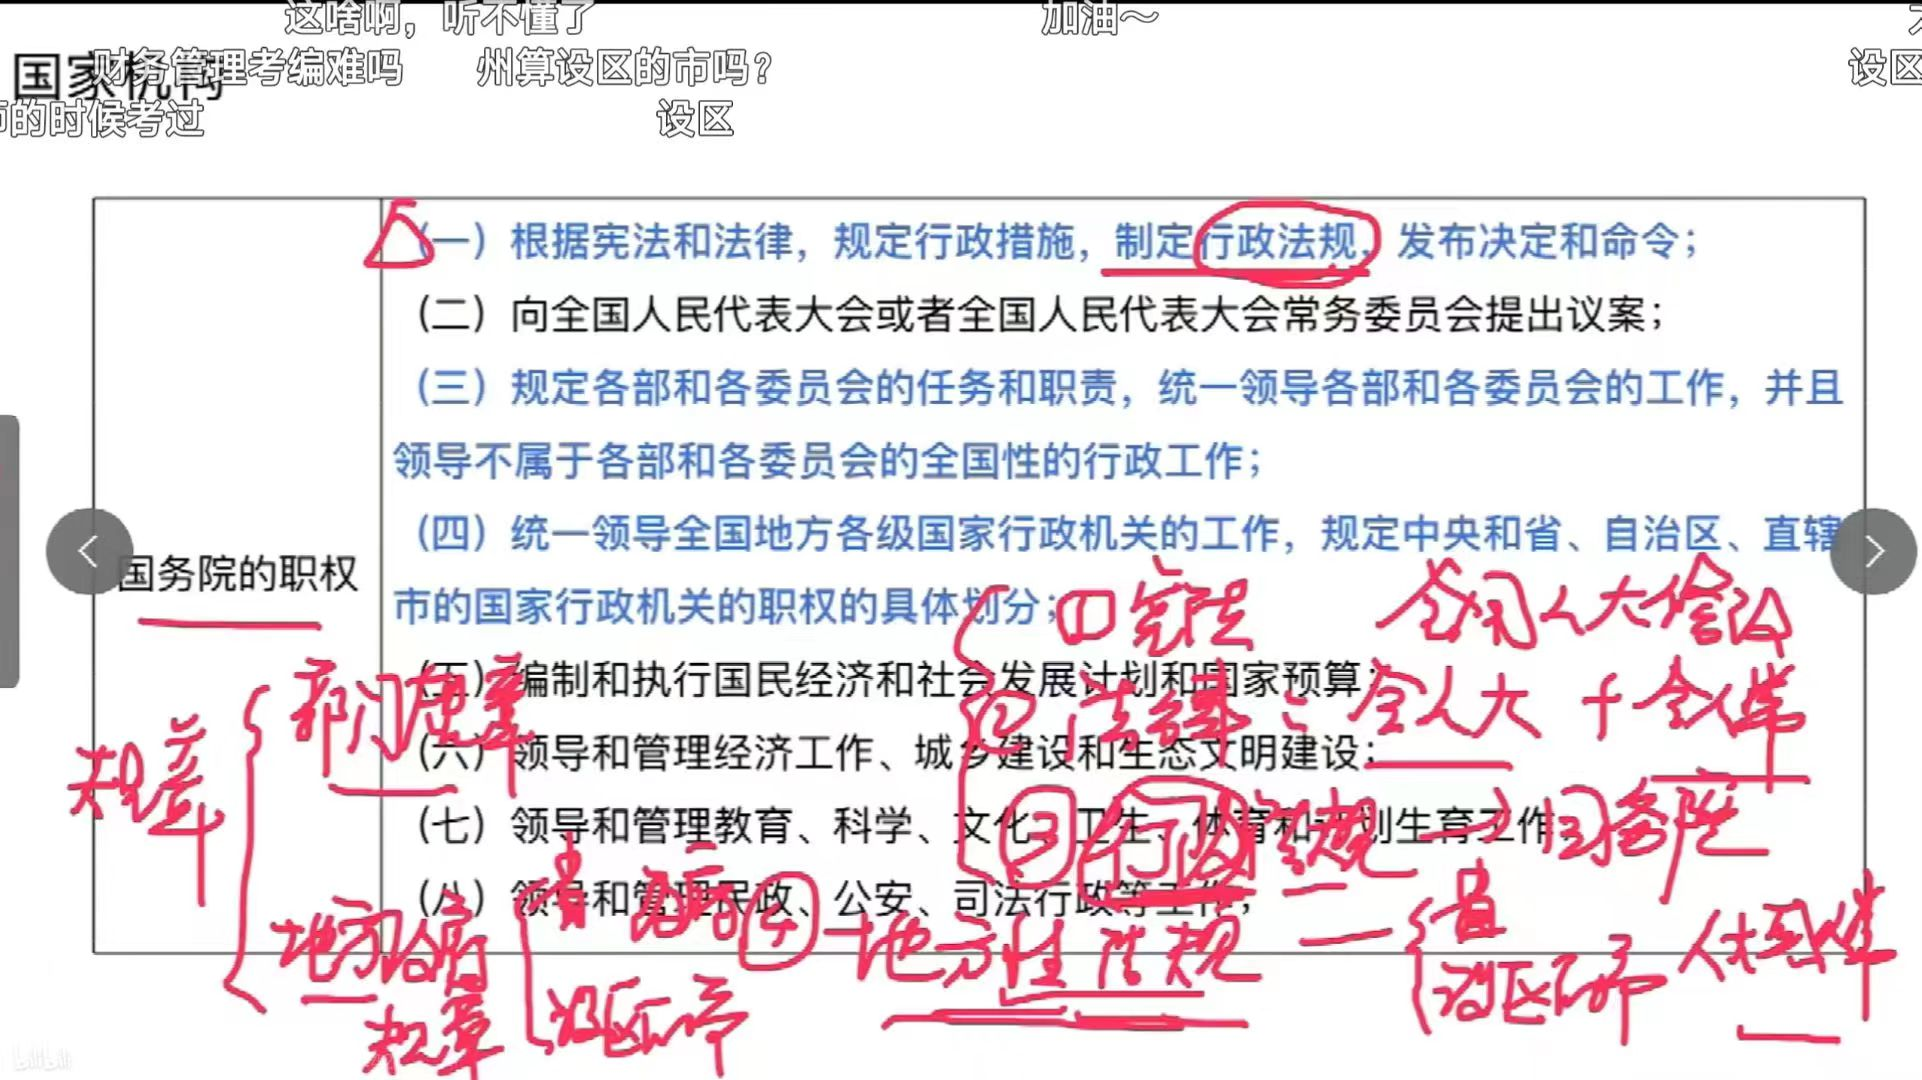 这啥啊，听不懂了
加油～
国家机构
财务管理考编难吗
州算设区的市吗？
设区
的时候考过
设区
（一）根据宪法和法律，规定行政措施，制定行政法规，发布决定和命令；
（二）向全国人民代表大会或者全国人民代表大会常务委员会提出议案；
（三）规定各部和各委员会的任务和职责，统一领导各部和各委员会的工作，并且
领导不属于各部和各委员会的全国性的行政工作；
（四）统一领导全国地方各级国家行政机关的工作，规定中央和省、自治区、直辖
国务院的职权
市的国家行政机关的职权的具体划分；
（五）编制和执行国民经济和社会发展计划和国家预算；
（六）领导和管理经济工作、城乡建设和生态文明建设；
（七）领导和管理教育、科学、文化、卫生、体育和计划生育工作；
（八）领导和管理民政、公安、司法行政等工作；
① 宪法 全国人大
② 法律：全人大 + 全人常
③ 行政法规 → 国务院
④ 地方性法规 — 省
设区的市
人大
规章
部门规章
地方政府
规章
省
设区的市